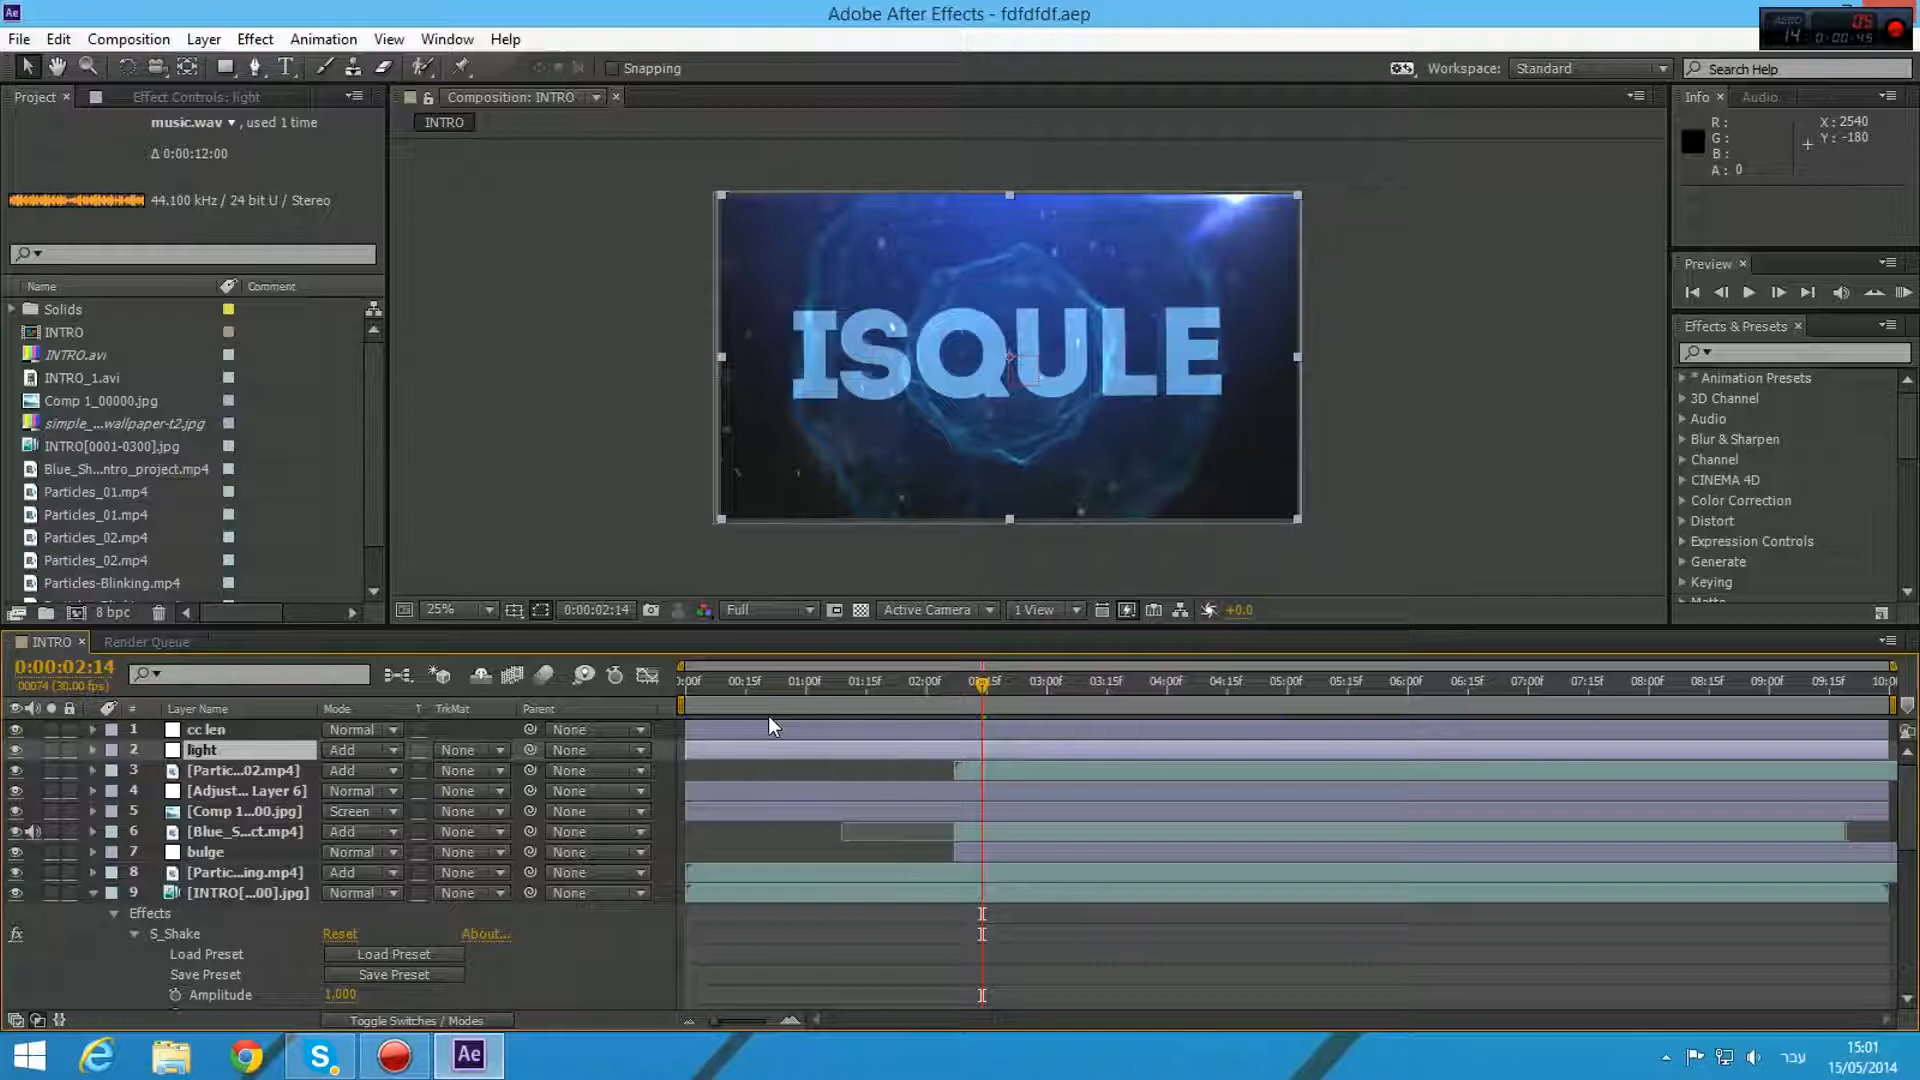 Adobe After Effects - fdfdfdf.aep
File Edit Composition Layer Effect Animation View Window Help
Snapping
Workspace: Standard
Search Help
Project
Effect Controls: light
music.wav , used 1 time
Δ 0:00:12:00
44.100 kHz / 24 bit U / Stereo
Name Comment
Solids
INTRO
INTRO.avi
INTRO_1.avi
Comp 1_00000.jpg
simple_...wallpaper-t2.jpg
INTRO[0001-0300].jpg
Blue_Sh...ntro_project.mp4
Particles_01.mp4
Particles_01.mp4
Particles_02.mp4
Particles_02.mp4
Particles-Blinking.mp4
8 bpc
Composition: INTRO
INTRO
ISQULE
25% 0:00:02:14 Full Active Camera 1 View +0.0
Info Audio
R: X: 2540
G: Y: -180
B:
A: 0
Preview
Effects & Presets
* Animation Presets
3D Channel
Audio
Blur & Sharpen
Channel
CINEMA 4D
Color Correction
Distort
Expression Controls
Generate
Keying
Matte
INTRO Render Queue
0:00:02:14
00074 (30.00 fps)
0:00f 00:15f 01:00f 01:15f 02:00f 02:15f 03:00f 03:15f 04:00f 04:15f 05:00f 05:15f 06:00f 06:15f 07:00f 07:15f 08:00f 08:15f 09:00f 09:15f 10:00
# Layer Name Mode T TrkMat Parent
1 cc len Normal None
2 light Add None None
3 [Partic...02.mp4] Add None None
4 [Adjust... Layer 6] Normal None None
5 [Comp 1...00.jpg] Screen None None
6 [Blue_S...ct.mp4] Add None None
7 bulge Normal None None
8 [Partic...ing.mp4] Add None None
9 [INTRO[...00].jpg] Normal None None
Effects
fx S_Shake Reset About...
Load Preset Load Preset
Save Preset Save Preset
Amplitude 1.000
Toggle Switches / Modes
Ae
עבר
15:01
15/05/2014